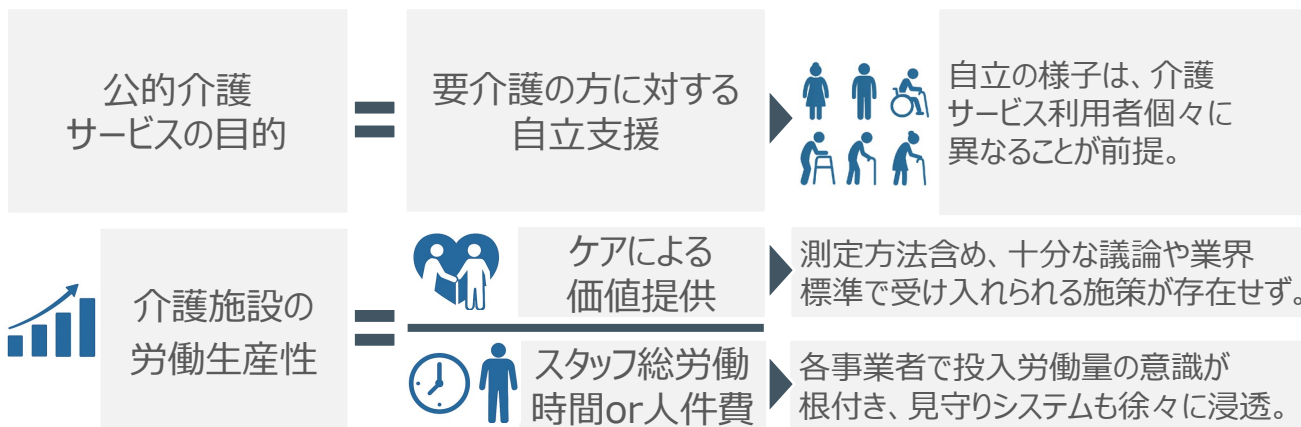 公的介護
サービスの目的
=
要介護の方に対する
自立支援
自立の様子は、介護
サービス利用者個々に
異なることが前提。
介護施設の
労働生産性
=
ケアによる
価値提供
測定方法含め、十分な議論や業界
標準で受け入れられる施策が存在せず。
スタッフ総労働
時間or人件費
各事業者で投入労働量の意識が
根付き、見守りシステムも徐々に浸透。